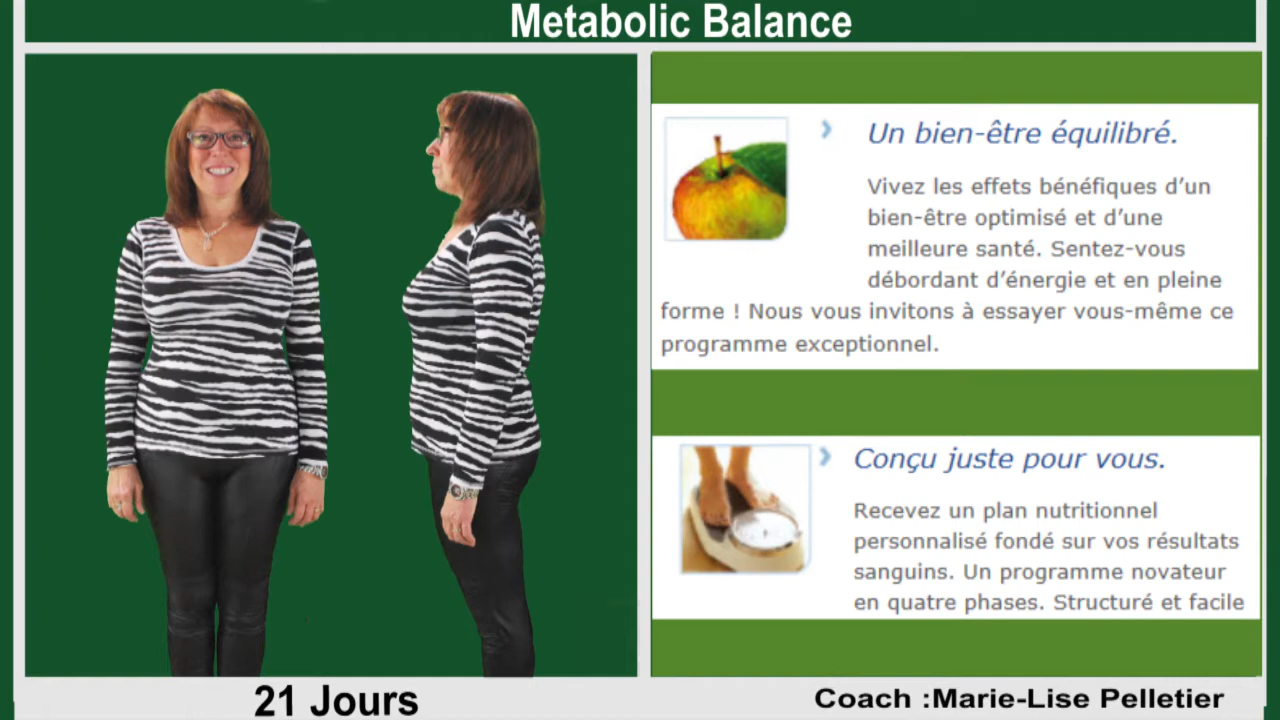 Metabolic Balance
Un bien-être équilibré.
Vivez les effets bénéfiques d’un
bien-être optimisé et d’une
meilleure santé. Sentez-vous
débordant d’énergie et en pleine
forme ! Nous vous invitons à essayer vous-même ce
programme exceptionnel.
Conçu juste pour vous.
Recevez un plan nutritionnel
personnalisé fondé sur vos résultats
sanguins. Un programme novateur
en quatre phases. Structuré et facile
21 Jours
Coach :Marie-Lise Pelletier